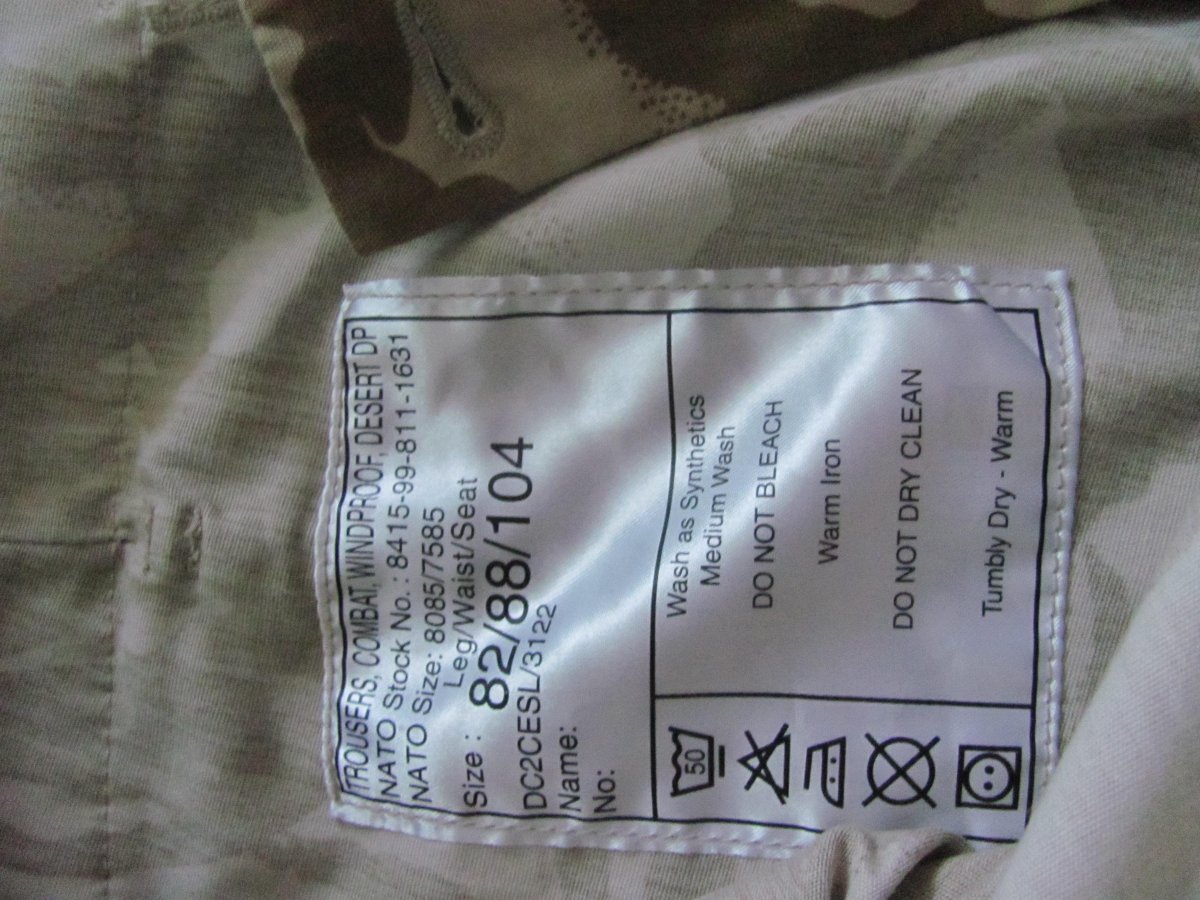 TROUSERS, COMBAT, WINDPROOF, DESERT DP
NATO Stock No. : 8415-99-811-1631
NATO Size: 8085/7585
Leg/Waist/Seat
Size : 82/88/104
DC2CESL/3122
Name:
No:
50
Wash as Synthetics
Medium Wash
DO NOT BLEACH
Warm Iron
DO NOT DRY CLEAN
Tumbly Dry - Warm